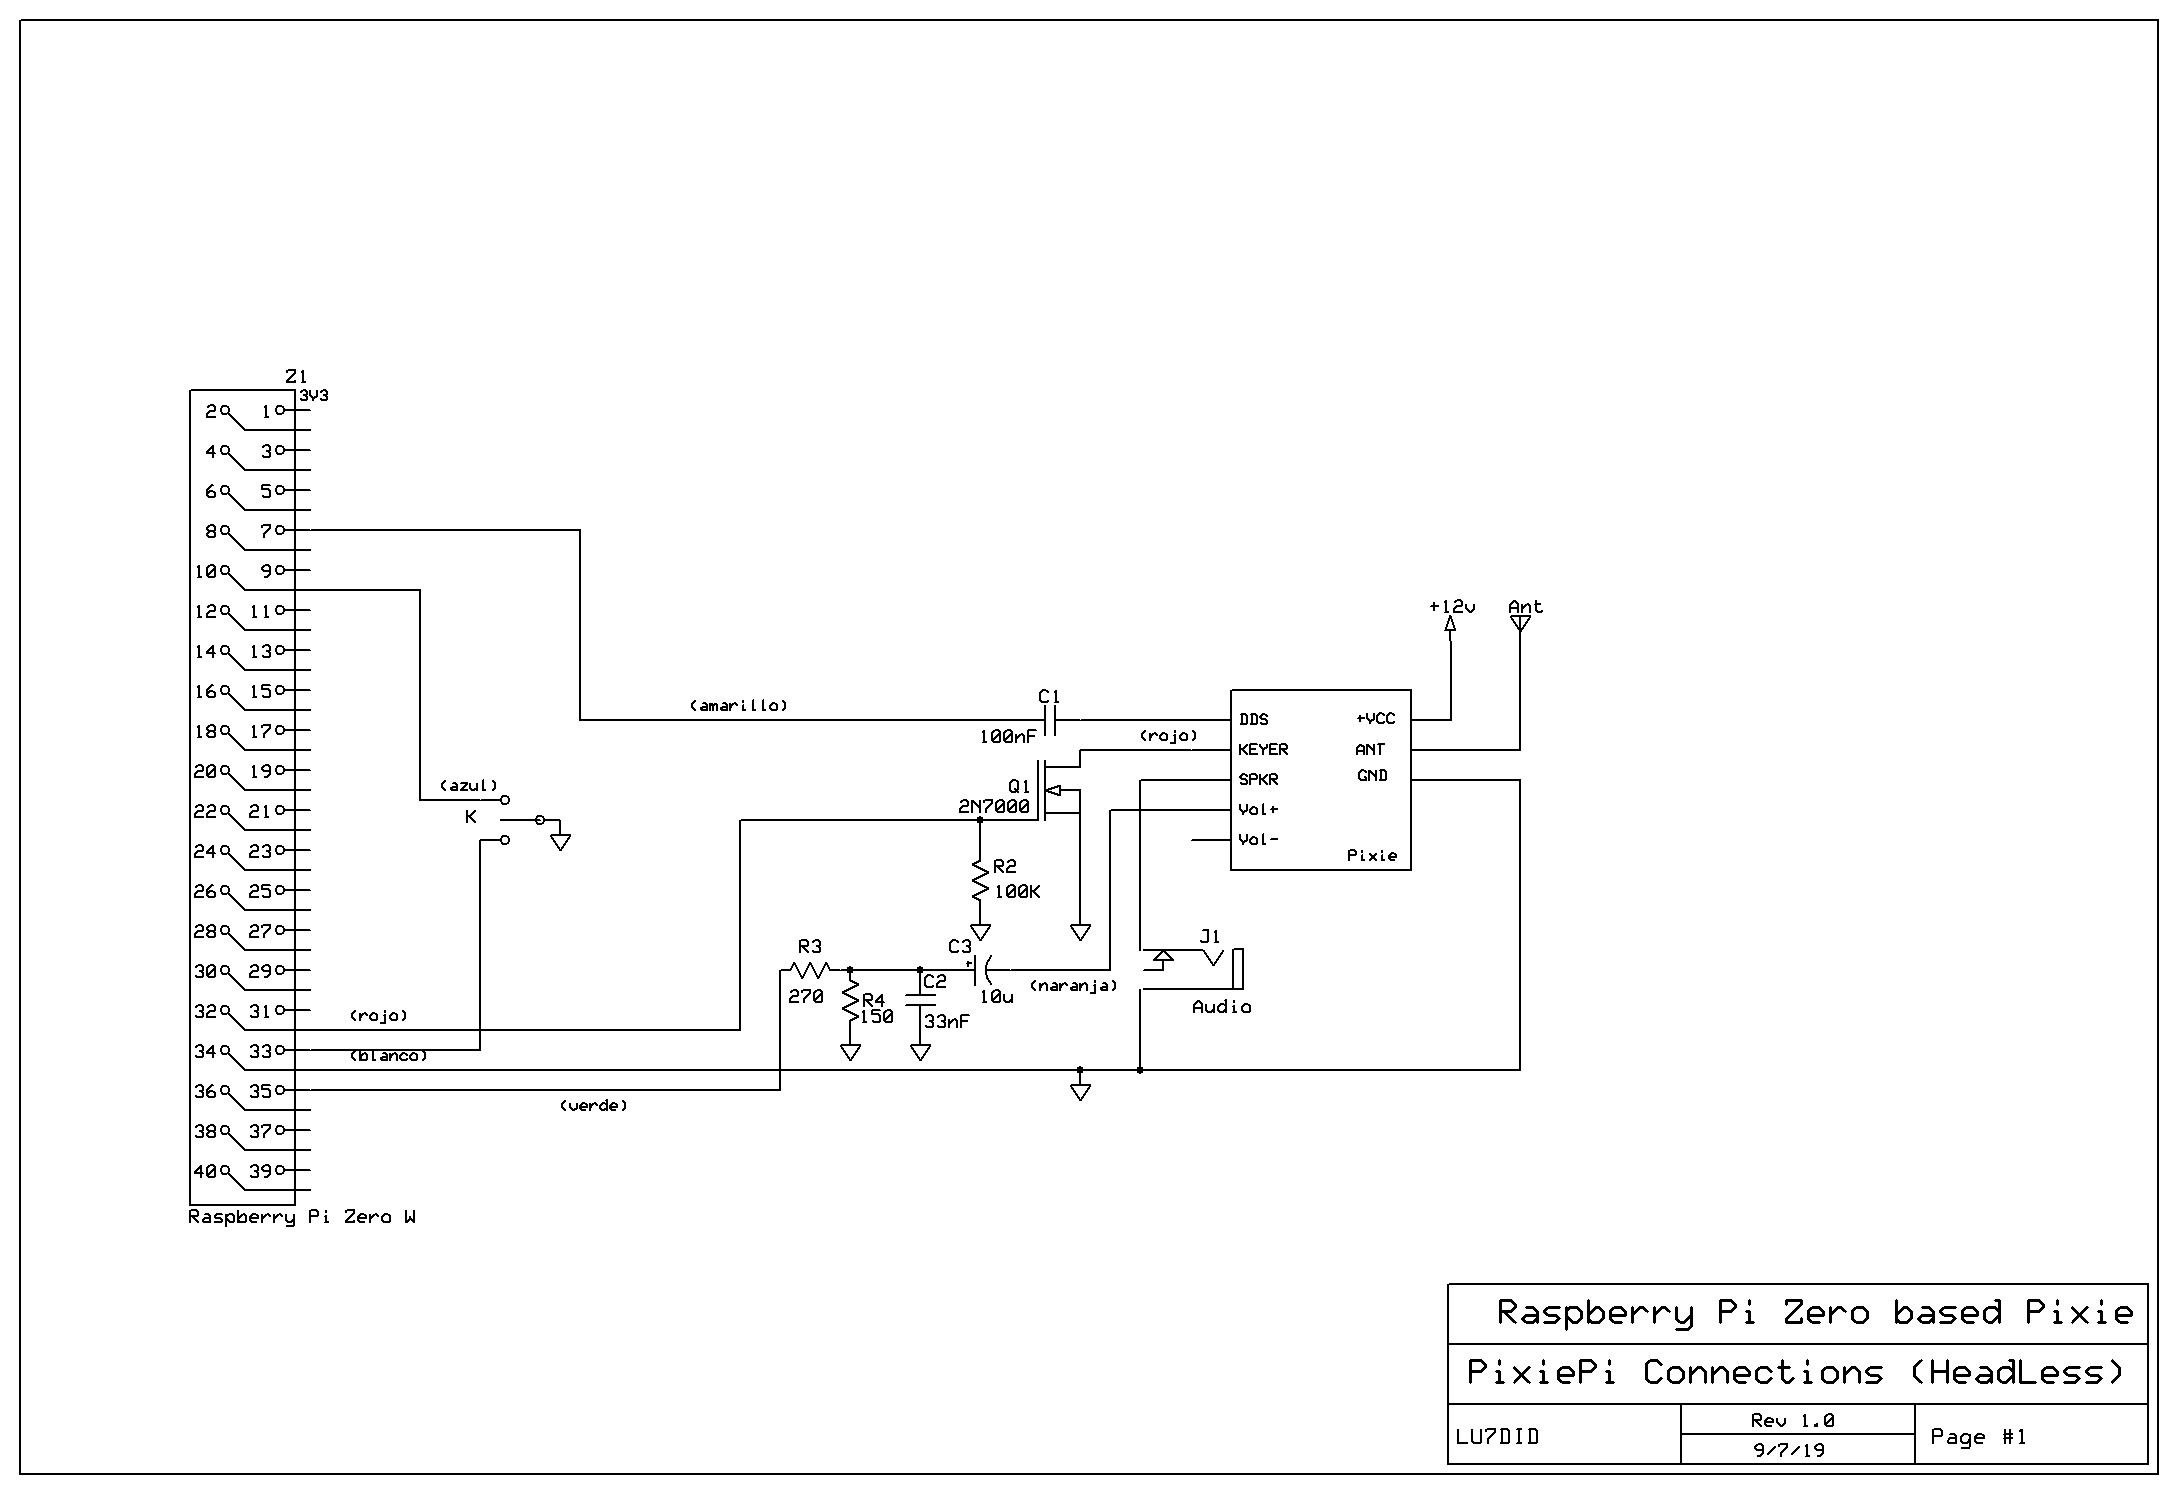 Z1
3V3
2 1
4 3
6 5
8 7
10 9
12 11
14 13
16 15
18 17
20 19
22 21
24 23
26 25
28 27
30 29
32 31
34 33
36 35
38 37
40 39
Raspberry Pi Zero W
(azul)
K
(rojo)
(blanco)
(verde)
(amarillo)
C1
100nF
(rojo)
Q1
2N7000
R2
100K
R3
270
R4
150
C2
33nF
C3
+
10u
(naranja)
+12v
Ant
DDS +VCC
KEYER ANT
SPKR GND
Vol+
Vol-
Pixie
J1
Audio
Raspberry Pi Zero based Pixie
PixiePi Connections (HeadLess)
LU7DID
Rev 1.0
9/7/19
Page #1